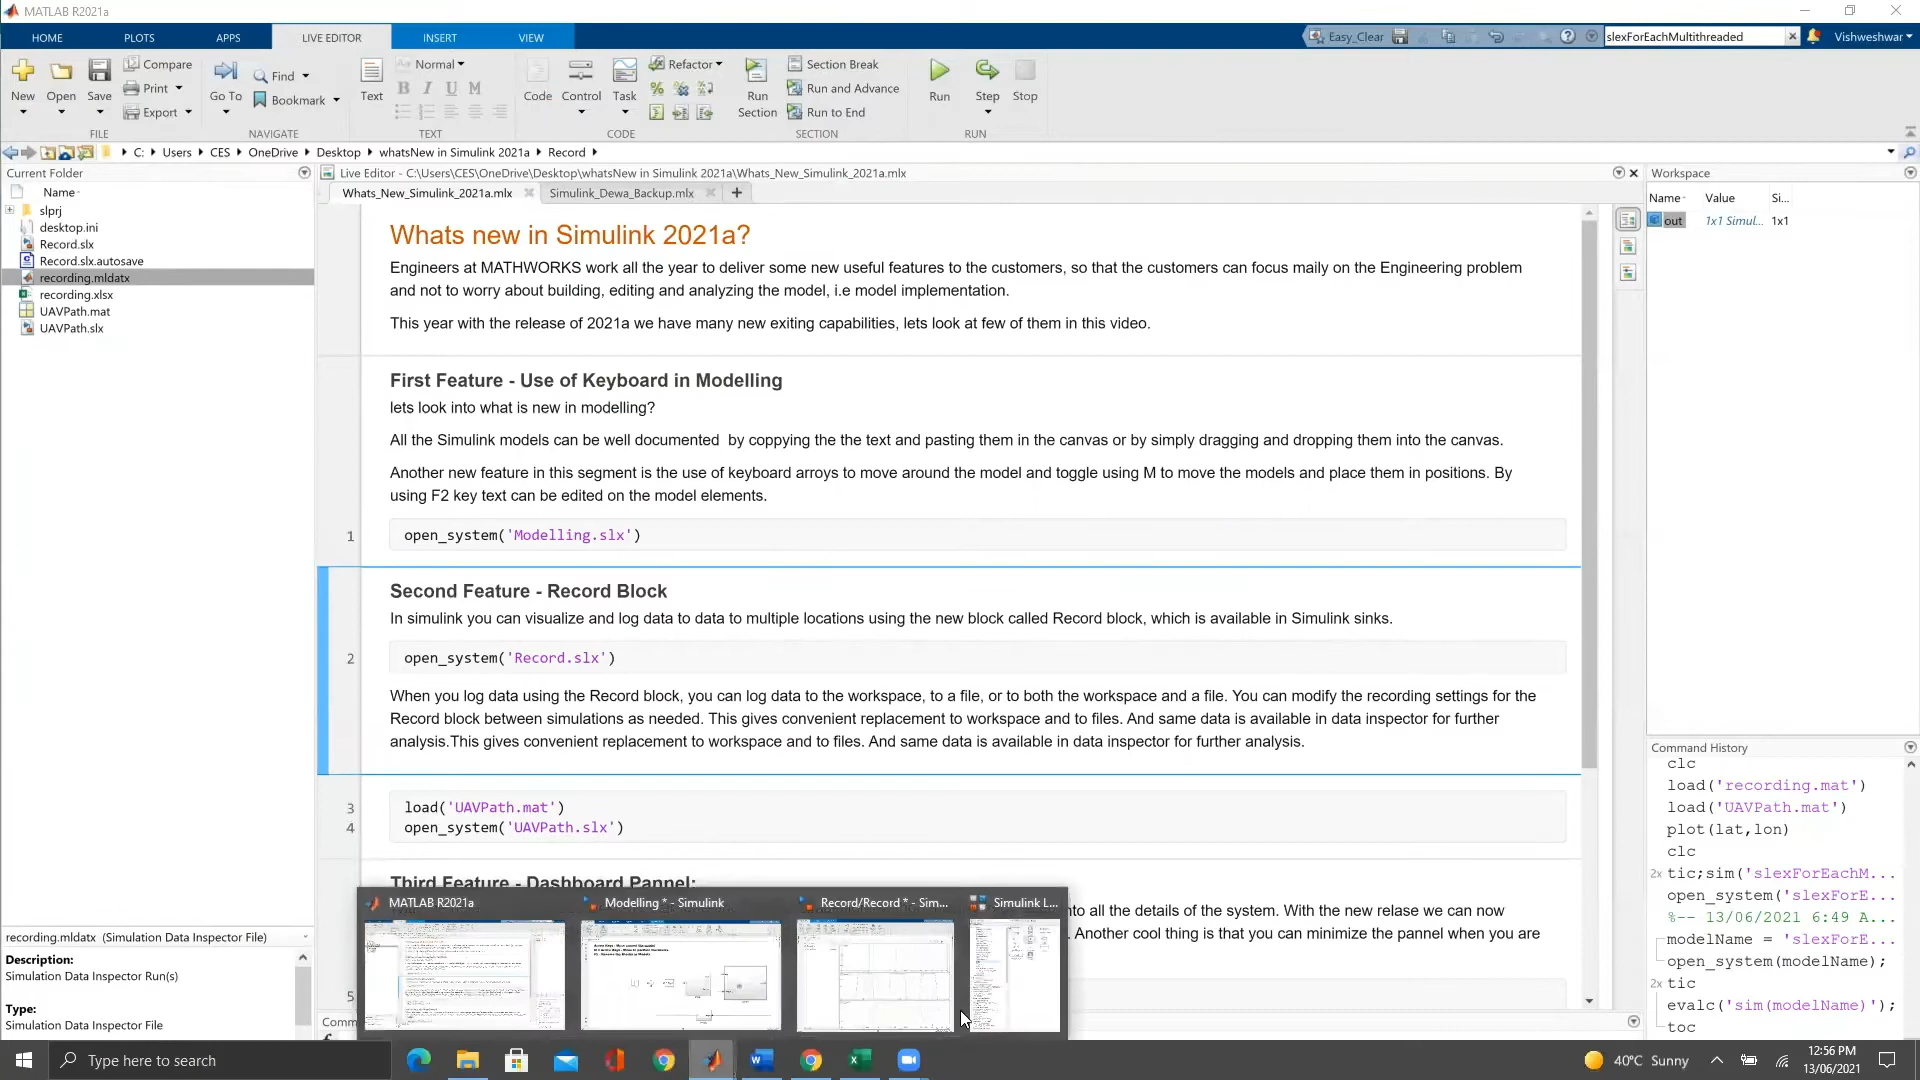 MATLAB R2021a
HOME
PLOTS
APPS
LIVE EDITOR
INSERT
VIEW
Easy_Clear
slexForEachMultithreaded
Vishweshwar
New
Open
Save
Compare
Print
Export
FILE
Go To
Find
Bookmark
NAVIGATE
Text
Normal
B I U M
TEXT
Code
Control
Task
Refactor
CODE
Run Section
Section Break
Run and Advance
Run to End
SECTION
Run
Step
Stop
RUN
C: Users CES OneDrive Desktop whatsNew in Simulink 2021a Record
Current Folder
Name
slprj
desktop.ini
Record.slx
Record.slx.autosave
recording.mldatx
recording.xlsx
UAVPath.mat
UAVPath.slx
recording.mldatx (Simulation Data Inspector File)
Description:
Simulation Data Inspector Run(s)
Type:
Simulation Data Inspector File
Live Editor - C:\Users\CES\OneDrive\Desktop\whatsNew in Simulink 2021a\Whats_New_Simulink_2021a.mlx
Whats_New_Simulink_2021a.mlx
Simulink_Dewa_Backup.mlx
Whats new in Simulink 2021a?
Engineers at MATHWORKS work all the year to deliver some new useful features to the customers, so that the customers can focus maily on the Engineering problem
and not to worry about building, editing and analyzing the model, i.e model implementation.
This year with the release of 2021a we have many new exiting capabilities, lets look at few of them in this video.
First Feature - Use of Keyboard in Modelling
lets look into what is new in modelling?
All the Simulink models can be well documented by coppying the the text and pasting them in the canvas or by simply dragging and dropping them into the canvas.
Another new feature in this segment is the use of keyboard arroys to move around the model and toggle using M to move the models and place them in positions. By
using F2 key text can be edited on the model elements.
1 open_system('Modelling.slx')
Second Feature - Record Block
In simulink you can visualize and log data to data to multiple locations using the new block called Record block, which is available in Simulink sinks.
2 open_system('Record.slx')
When you log data using the Record block, you can log data to the workspace, to a file, or to both the workspace and a file. You can modify the recording settings for the
Record block between simulations as needed. This gives convenient replacement to workspace and to files. And same data is available in data inspector for further
analysis.This gives convenient replacement to workspace and to files. And same data is available in data inspector for further analysis.
3 load('UAVPath.mat')
4 open_system('UAVPath.slx')
Third Feature - Dashboard Pannel:
nto all the details of the system. With the new relase we can now
. Another cool thing is that you can minimize the pannel when you are
5
Comm
MATLAB R2021a
Modelling * - Simulink
Record/Record * - Sim...
Simulink L...
Workspace
Name Value Si...
out 1x1 Simul... 1x1
Command History
clc
load('recording.mat')
load('UAVPath.mat')
plot(lat,lon)
clc
2x tic;sim('slexForEachM...
open_system('slexForE...
%-- 13/06/2021 6:49 A...
modelName = 'slexForE...
open_system(modelName);
2x tic
evalc('sim(modelName)');
toc
Type here to search
40°C Sunny
12:56 PM
13/06/2021